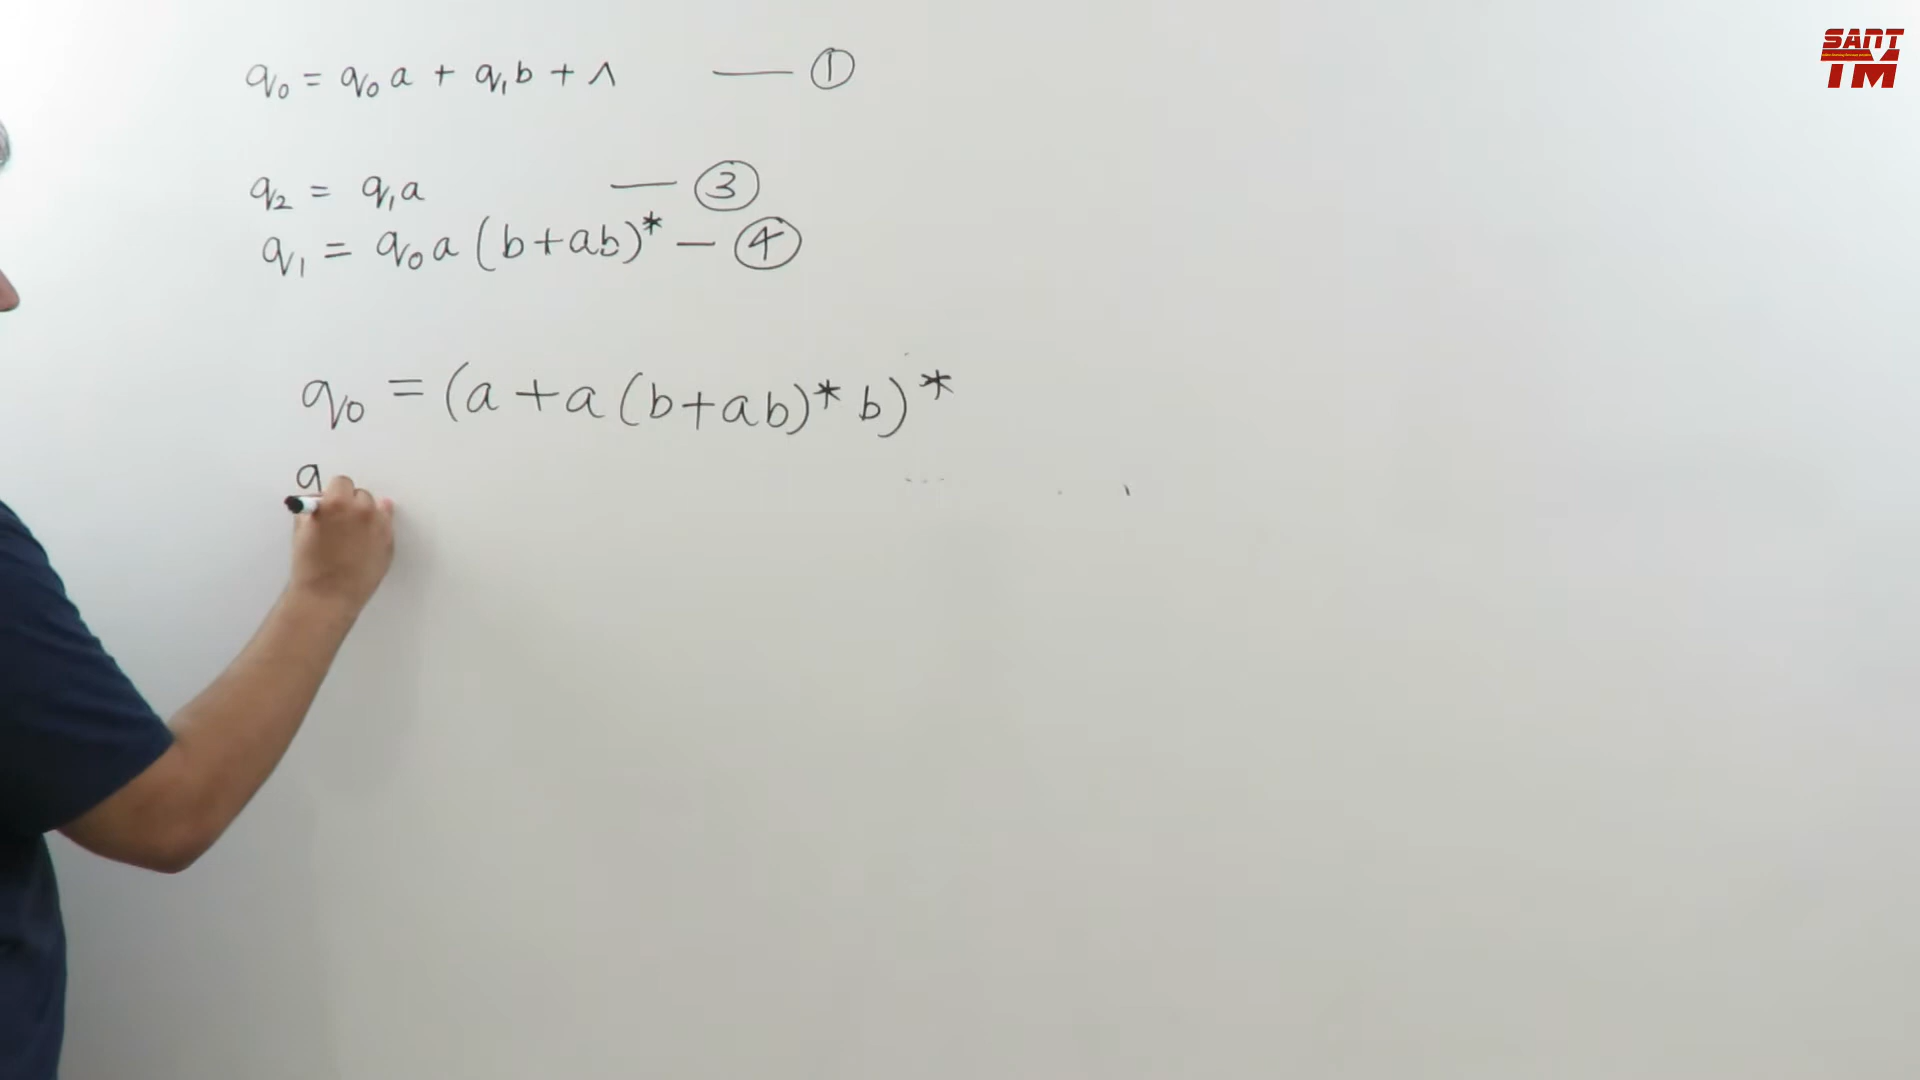 q₀ = q₀a + q₁b + ∧ — ①
q₂ = q₁a — ③
q₁ = q₀a (b+ab)* — ④
q₀ = (a + a (b+ab)* b)*
q
SANT
TM